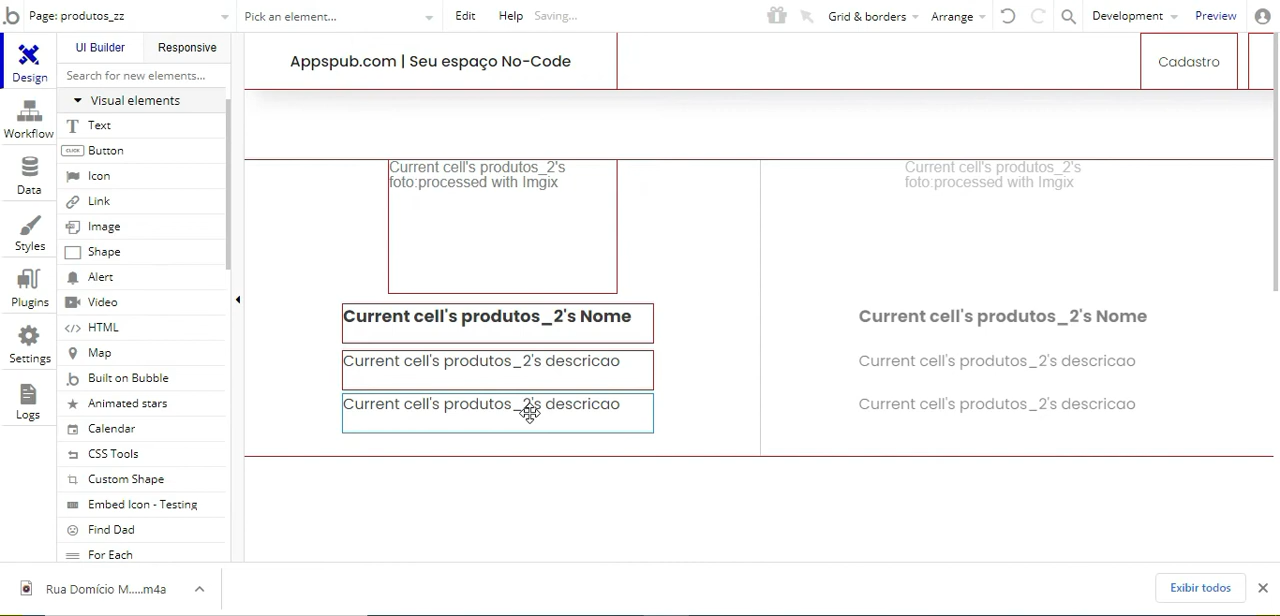 Page: produtos_zz
Pick an element...
Edit
Help
Saving...
Grid & borders
Arrange
Development
Preview
UI Builder
Responsive
Appspub.com | Seu espaço No-Code
Cadastro
Design
Search for new elements...
Visual elements
Text
Workflow
CLICK
Button
Icon
Data
Link
Image
Styles
Shape
Alert
Plugins
Video
HTML
Settings
Map
Built on Bubble
Logs
Animated stars
Calendar
CSS Tools
Custom Shape
Embed Icon - Testing
Find Dad
For Each
Current cell's produtos_2's
foto:processed with Imgix
Current cell's produtos_2's
foto:processed with Imgix
Current cell's produtos_2's Nome
Current cell's produtos_2's Nome
Current cell's produtos_2's descricao
Current cell's produtos_2's descricao
Current cell's produtos_2's descricao
Current cell's produtos_2's descricao
Rua Domício M.....m4a
Exibir todos